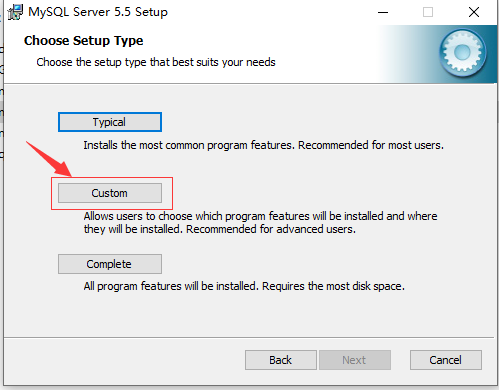 MySQL Server 5.5 Setup
Choose Setup Type
Choose the setup type that best suits your needs
Typical
Installs the most common program features. Recommended for most users.
Custom
Allows users to choose which program features will be installed and where
they will be installed. Recommended for advanced users.
Complete
All program features will be installed. Requires the most disk space.
Back
Next
Cancel